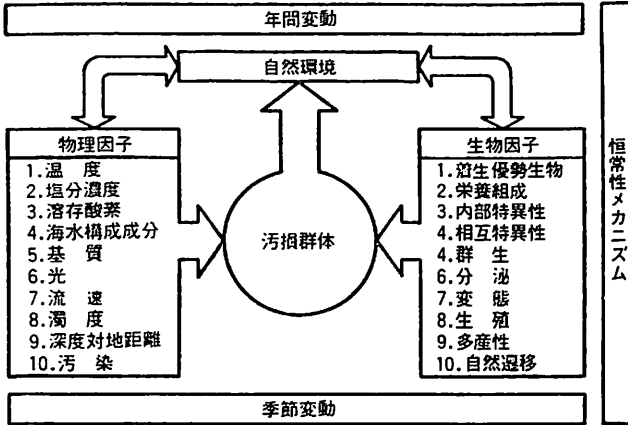 年間変動
自然環境
物理因子
1.温 度
2.塩分濃度
3.溶存酸素
4.海水構成成分
5.基 質
6.光
7.流 速
8.濁 度
9.深度対地距離
10.汚 染
汚損群体
生物因子
1.着生優勢生物
2.栄養組成
3.内部特異性
4.相互特異性
4.群 生
6.分 泌
7.変 態
8.生 殖
9.多産性
10.自然遷移
季節変動
恒常性メカニズム